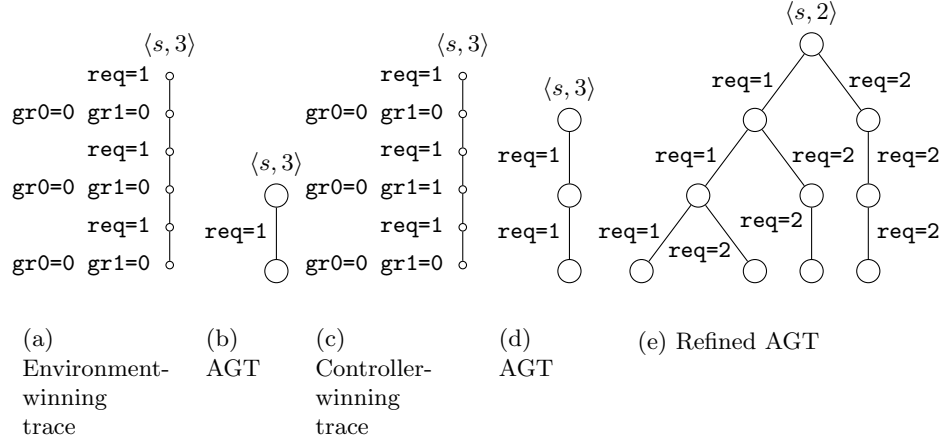 ⟨s, 3⟩
req=1
gr0=0 gr1=0
req=1
gr0=0 gr1=0
req=1
gr0=0 gr1=0
(a)
Environment-
winning
trace
⟨s, 3⟩
req=1
(b)
AGT
⟨s, 3⟩
req=1
gr0=0 gr1=0
req=1
gr0=0 gr1=1
req=1
gr0=0 gr1=0
(c)
Controller-
winning
trace
⟨s, 3⟩
req=1
req=1
(d)
AGT
⟨s, 2⟩
req=1 req=2
req=1 req=2 req=2
req=1 req=2 req=2 req=2
(e) Refined AGT